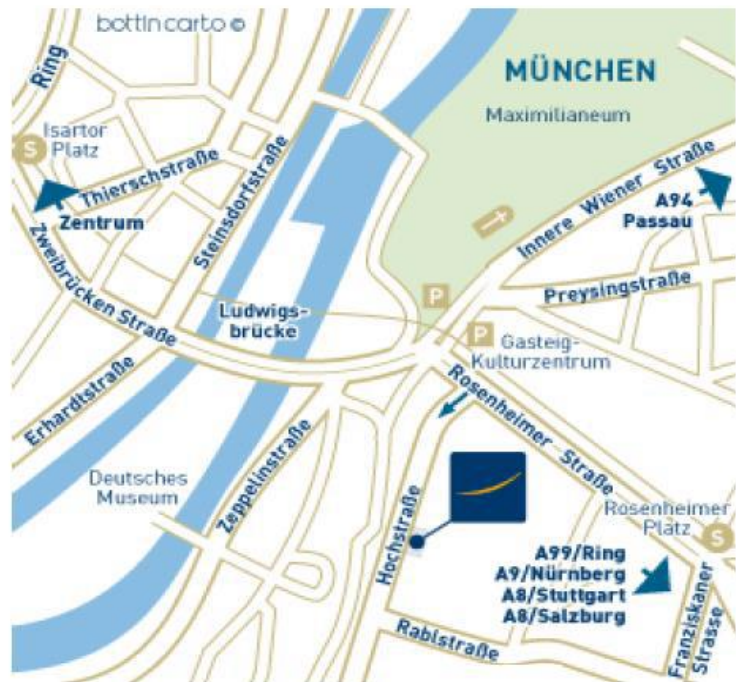 bottin carto ©
Ring
MÜNCHEN
Maximilianeum
S
Isartor
Platz
Thierschstraße
Steinsdorfstraße
Zentrum
Innere Wiener Straße
A94
Passau
Zweibrücken Straße
Preysingstraße
P
Ludwigs-
brücke
P
Gasteig-
Kulturzentrum
Erhardtstraße
Rosenheimer Straße
Zeppelinstraße
Deutsches
Museum
Hochstraße
Rosenheimer
Platz
S
A99/Ring
A9/Nürnberg
A8/Stuttgart
A8/Salzburg
Rablstraße
Franziskaner
Strasse